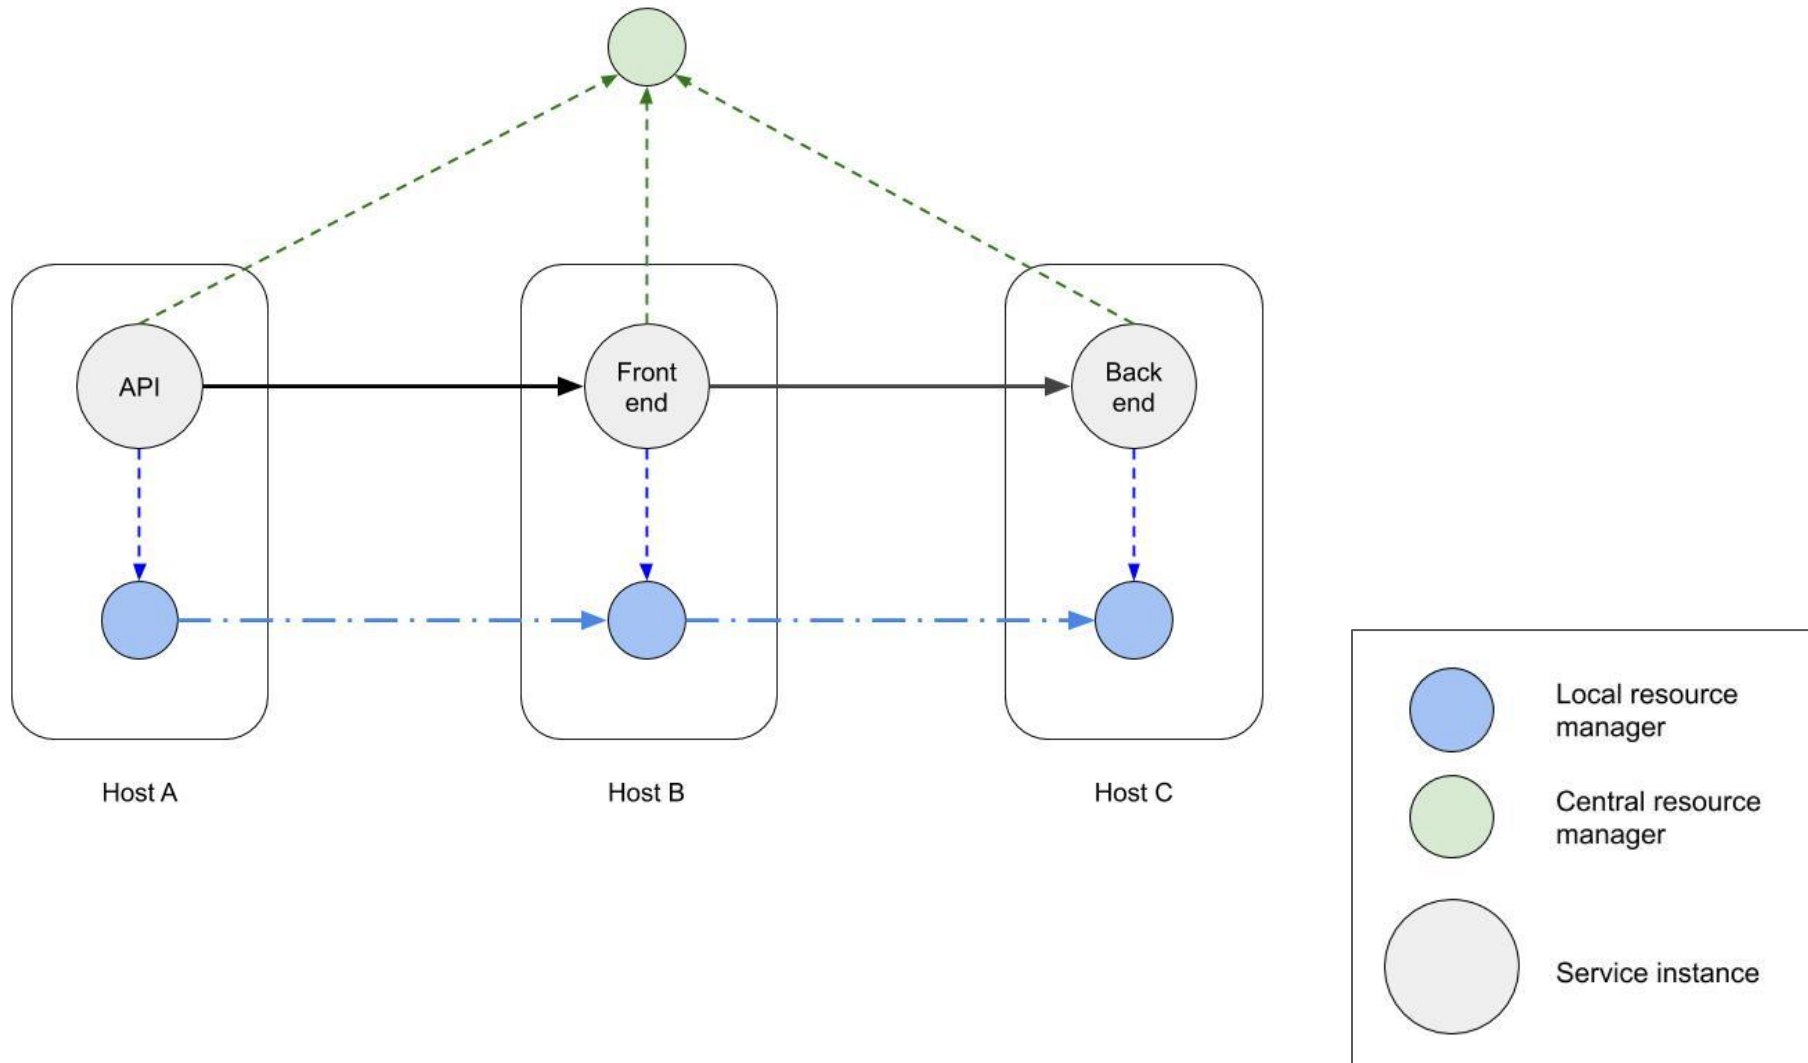 API
Front
end
Back
end
Host A
Host B
Host C
Local resource
manager
Central resource
manager
Service instance